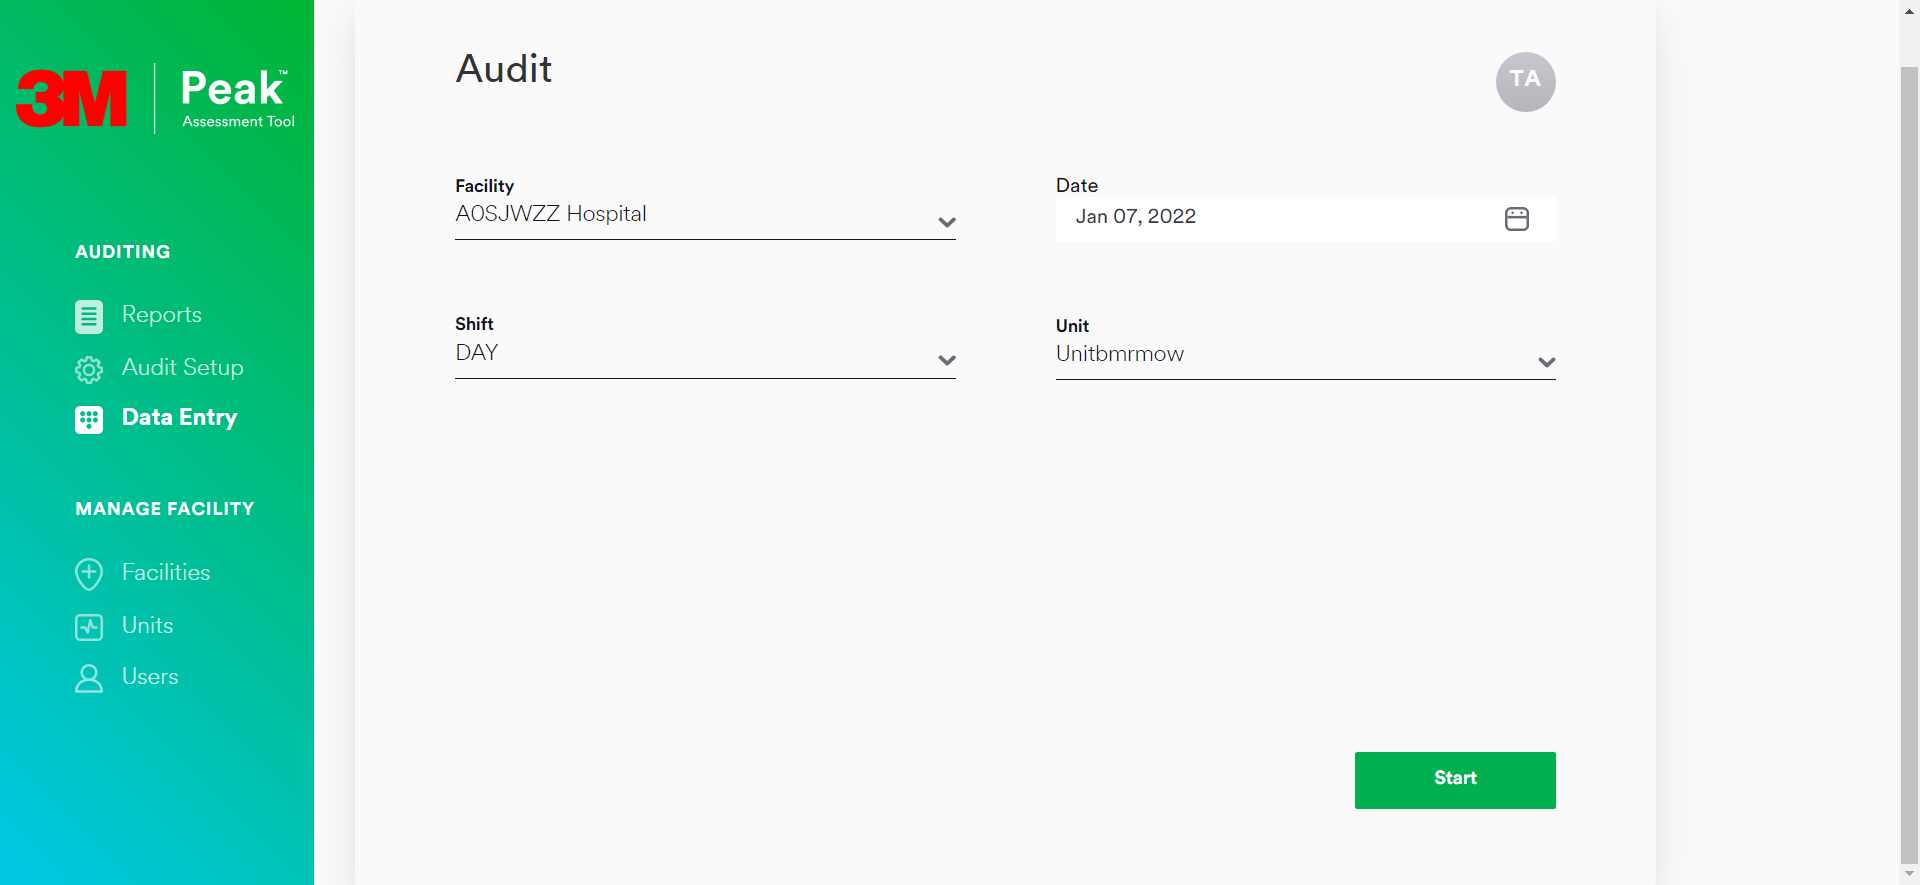 3M
Peak™
Assessment Tool
AUDITING
Reports
Audit Setup
Data Entry
MANAGE FACILITY
Facilities
Units
Users
Audit
TA
Facility
A0SJWZZ Hospital
Date
Jan 07, 2022
Shift
DAY
Unit
Unitbmrmow
Start